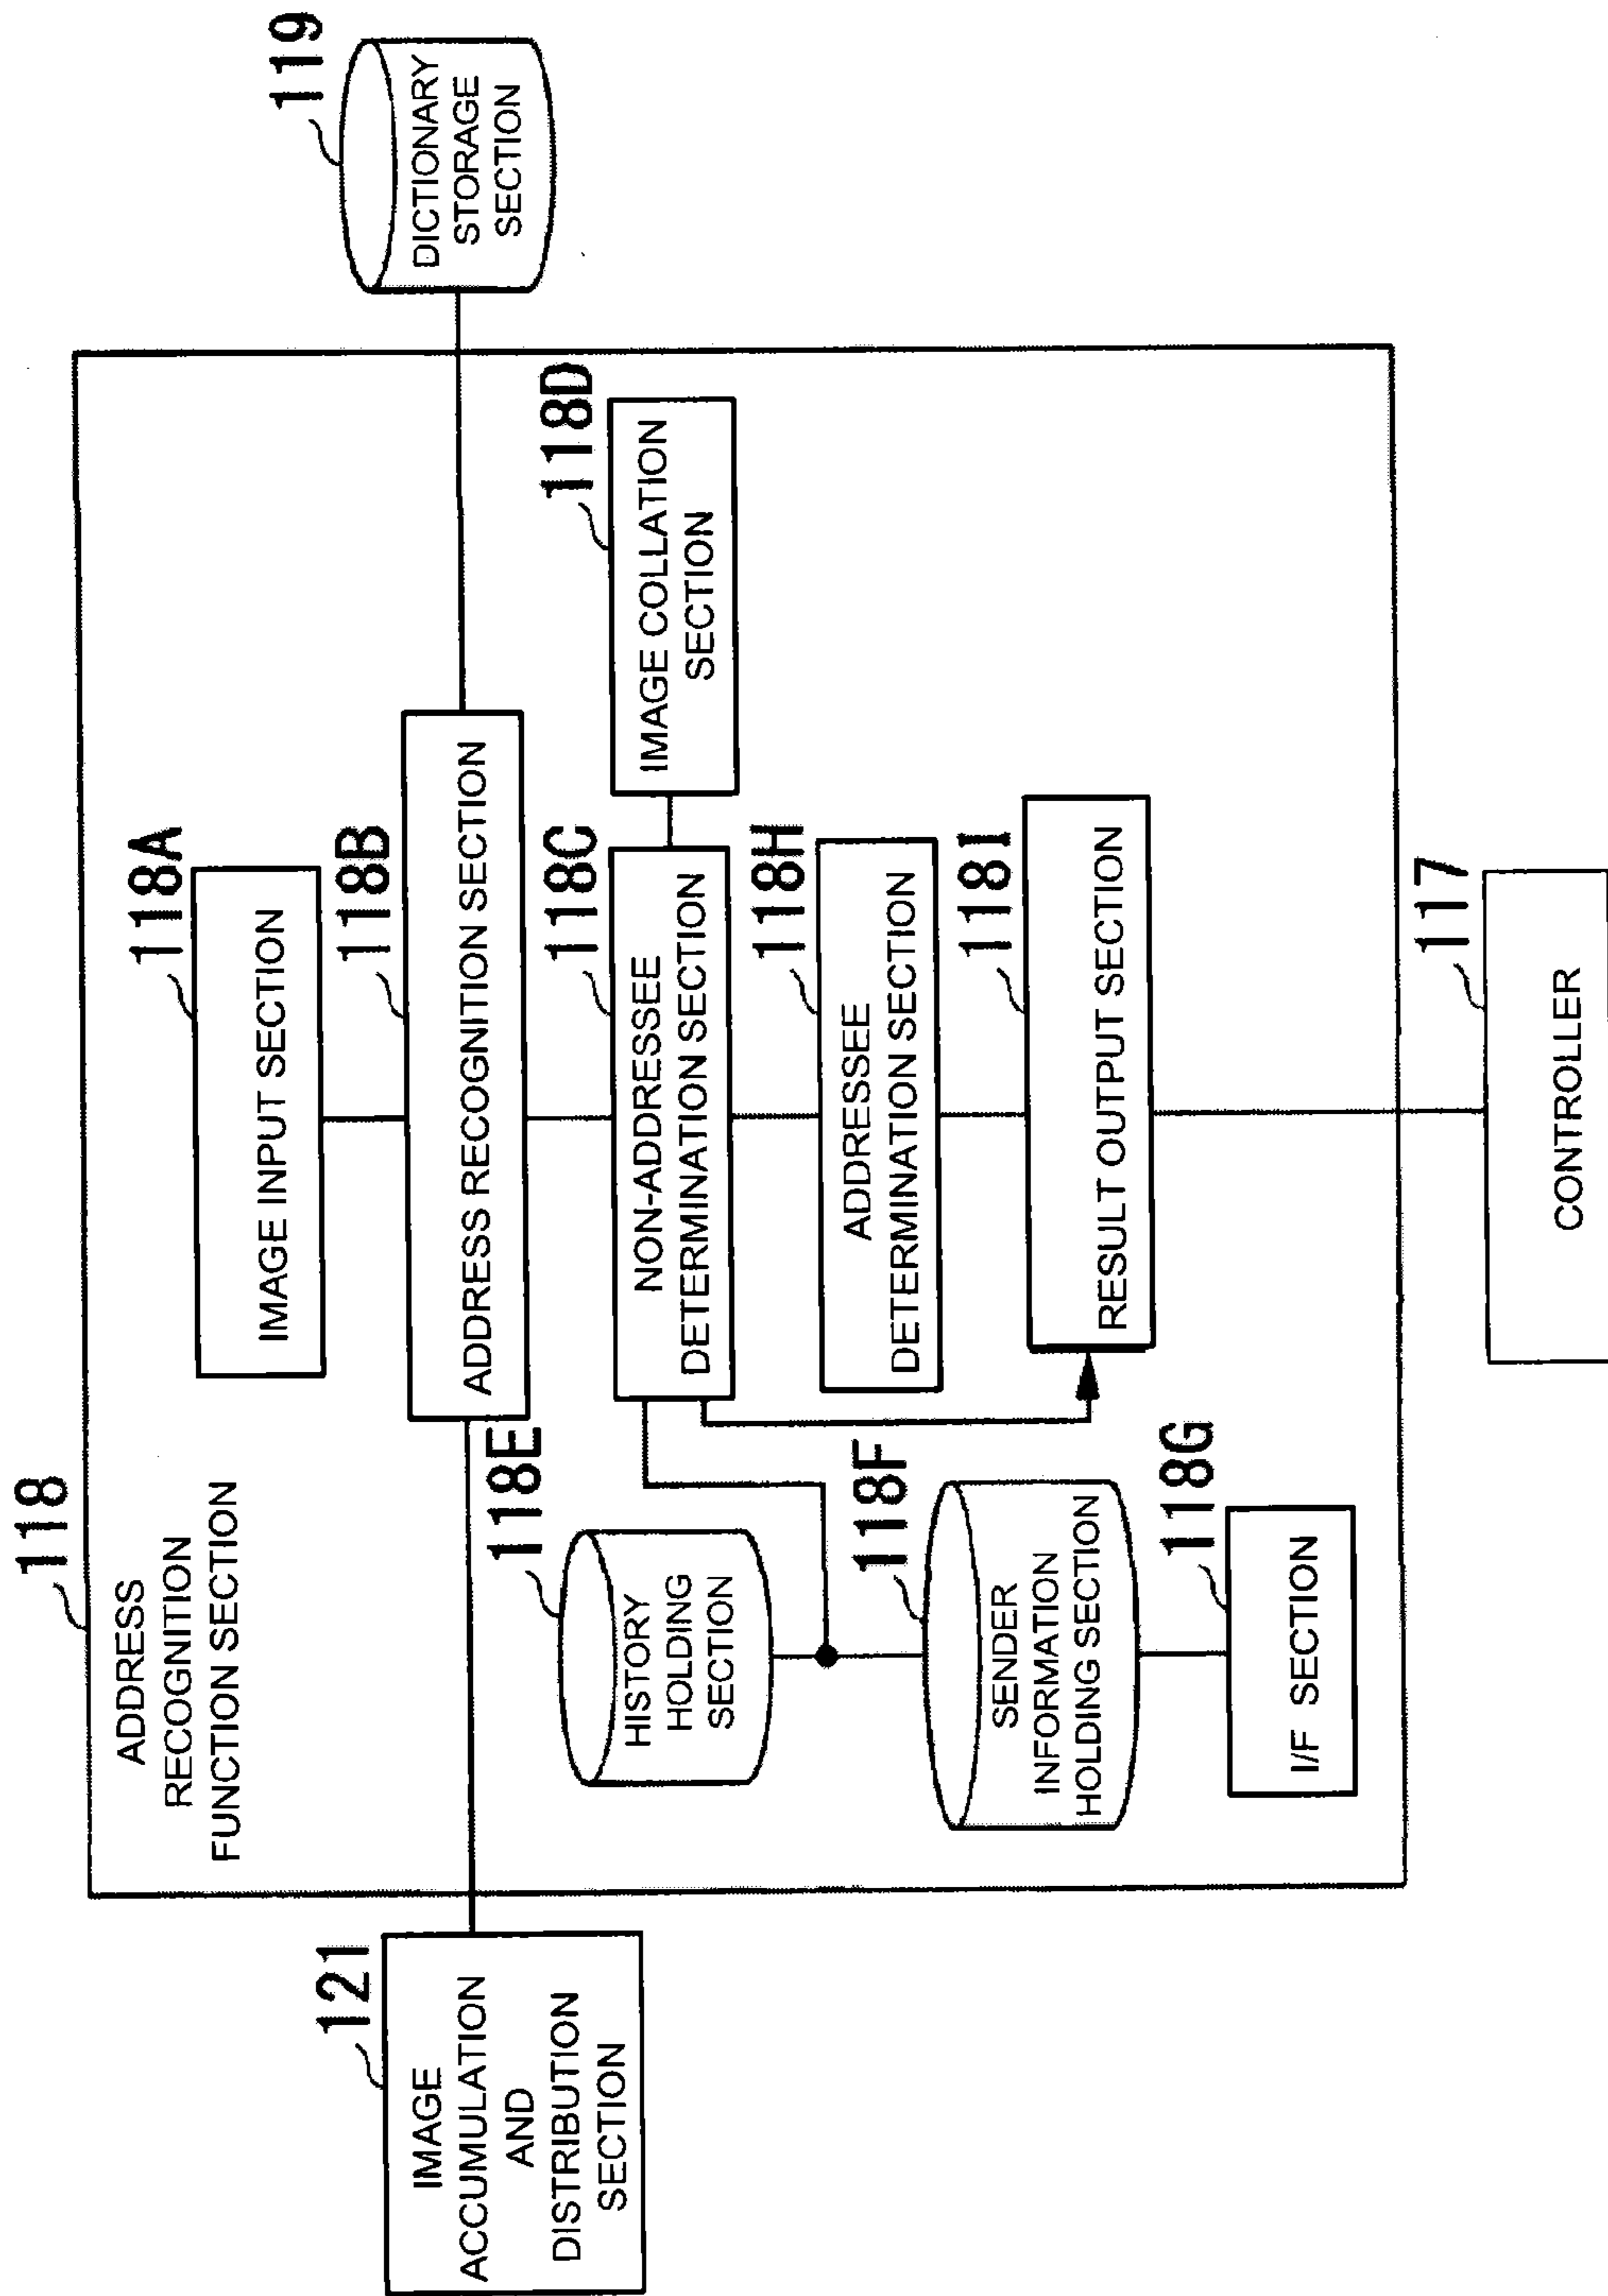 118
ADDRESS
RECOGNITION
FUNCTION SECTION
118A
IMAGE INPUT SECTION
118B
ADDRESS RECOGNITION SECTION
119
DICTIONARY
STORAGE
SECTION
121
IMAGE
ACCUMULATION
AND
DISTRIBUTION
SECTION
118C
NON-ADDRESSEE
DETERMINATION SECTION
118D
IMAGE COLLATION
SECTION
118E
HISTORY
HOLDING
SECTION
118H
ADDRESSEE
DETERMINATION SECTION
118F
SENDER
INFORMATION
HOLDING SECTION
118I
RESULT OUTPUT SECTION
118G
I/F SECTION
117
CONTROLLER